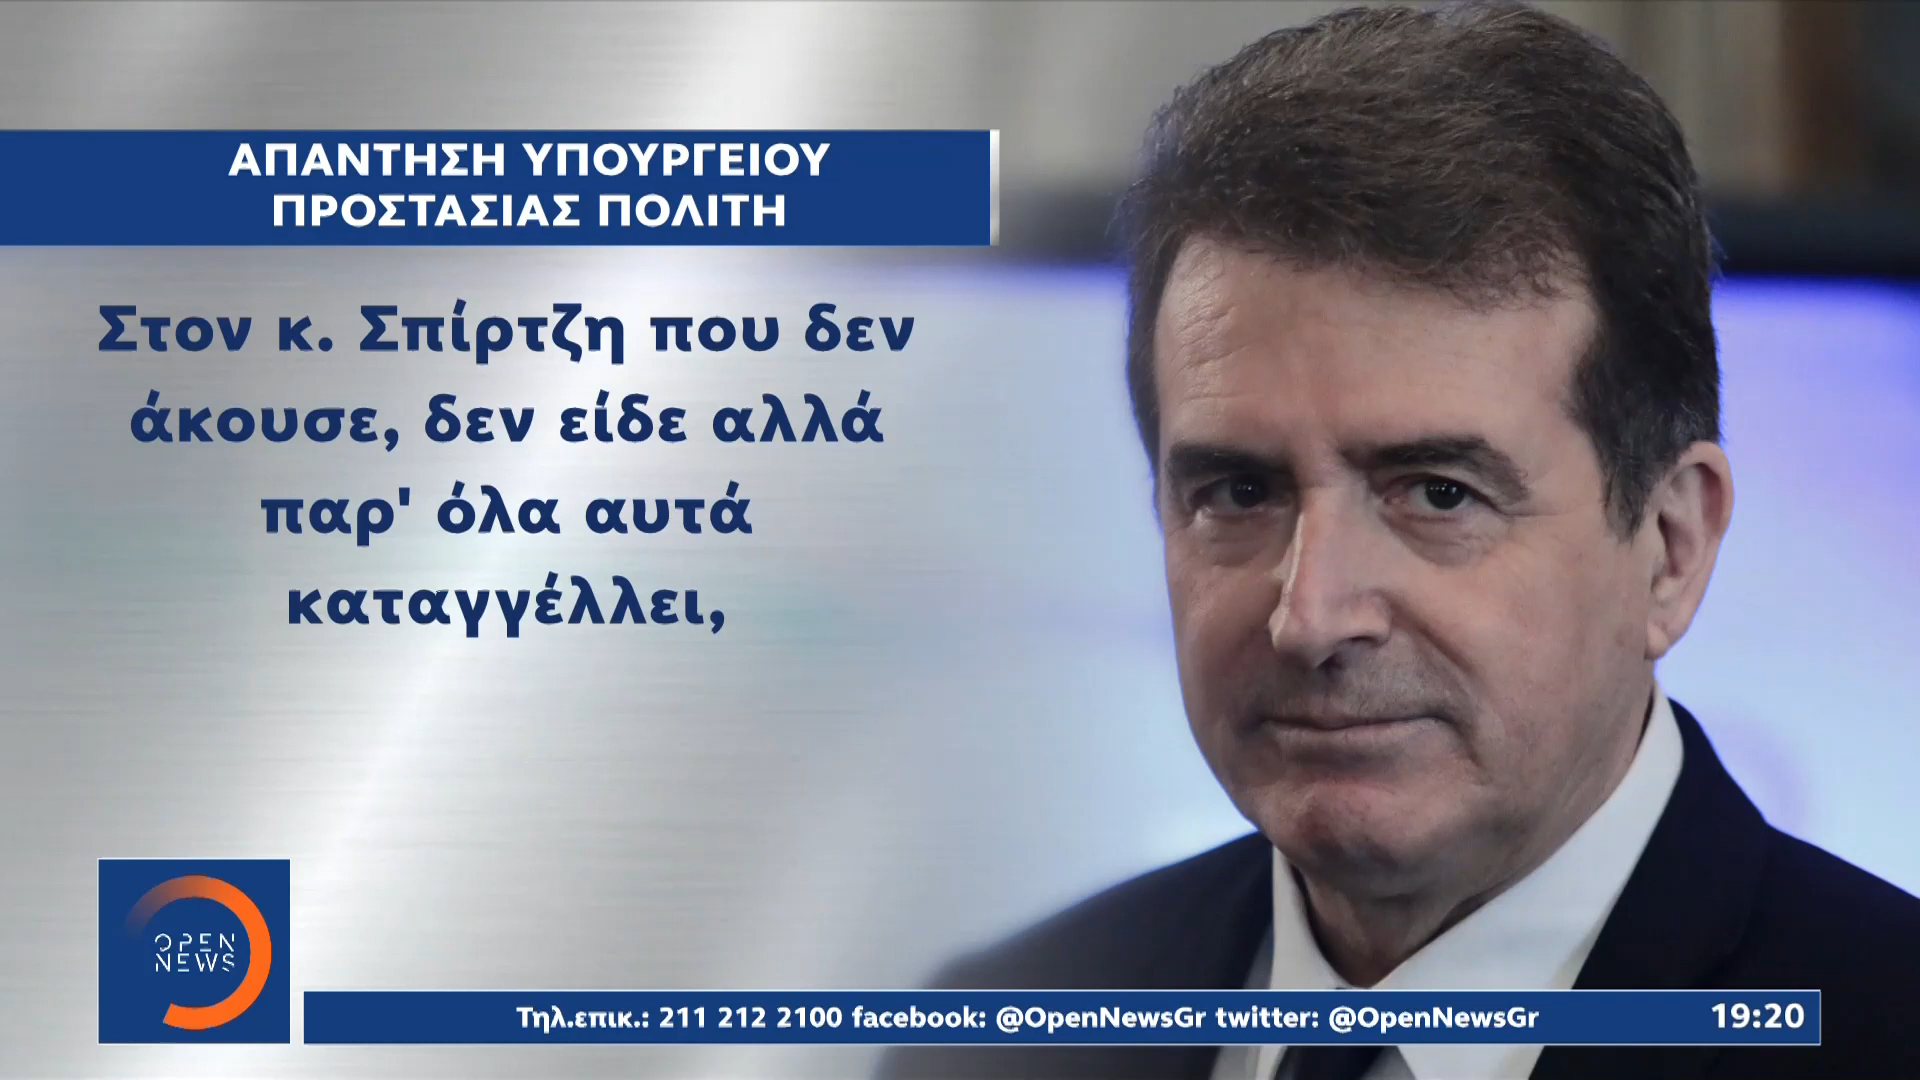 ΑΠΑΝΤΗΣΗ ΥΠΟΥΡΓΕΙΟΥ
ΠΡΟΣΤΑΣΙΑΣ ΠΟΛΙΤΗ
Στον κ. Σπίρτζη που δεν
άκουσε, δεν είδε αλλά
παρ' όλα αυτά
καταγγέλλει,
OPEN
NEWS
Τηλ.επικ.: 211 212 2100 facebook: @OpenNewsGr twitter: @OpenNewsGr
19:20